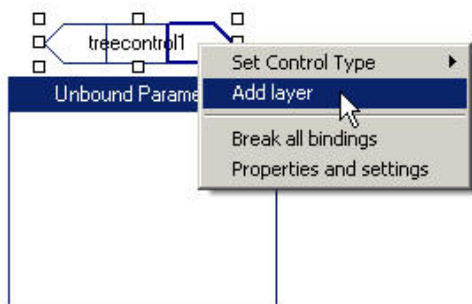 treecontrol1
Set Control Type
Unbound Parame
Add layer
Break all bindings
Properties and settings